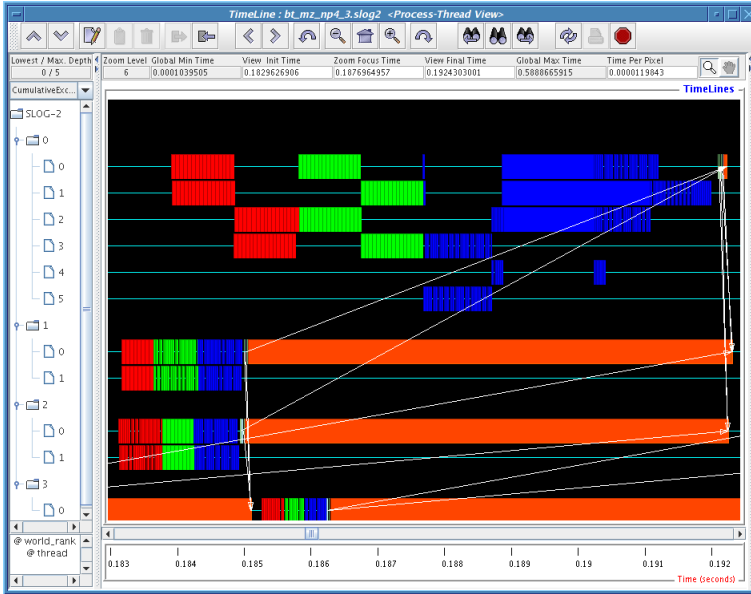 TimeLine : bt_mz_np4_3.slog2 <Process-Thread View>
Lowest / Max. Depth
0 / 5
Zoom Level
6
Global Min Time
0.0001039505
View Init Time
0.1829626906
Zoom Focus Time
0.1876964957
View Final Time
0.1924303001
Global Max Time
0.5888665915
Time Per Pixel
0.0000119843
CumulativeExc...
TimeLines
SLOG-2
0
0
1
2
3
4
5
1
0
1
2
0
1
3
0
@ world_rank
@ thread
0.183 0.184 0.185 0.186 0.187 0.188 0.189 0.19 0.191 0.192
Time (seconds)